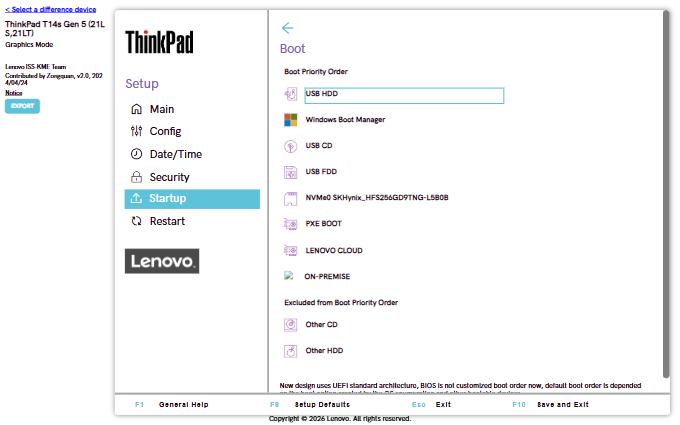 < Select a difference device
ThinkPad T14s Gen 5 (21L
S,21LT)
Graphics Mode
Lenovo ISS-KME Team
Contributed by Zongquan, v2.0, 202
4/04/24
Notice
EXPORT
ThinkPad
Setup
Main
Config
Date/Time
Security
Startup
Restart
Lenovo
Boot
Boot Priority Order
USB HDD
Windows Boot Manager
USB CD
USB FDD
NVMe0 SKHynix_HFS256GD9TNG-L5B0B
PXE BOOT
LENOVO CLOUD
ON-PREMISE
Excluded from Boot Priority Order
Other CD
Other HDD
New design uses UEFI standard architecture, BIOS is not customized boot order now, default boot order is depended
F1 General Help
F9 Setup Defaults
Esc Exit
F10 Save and Exit
Copyright © 2026 Lenovo. All rights reserved.